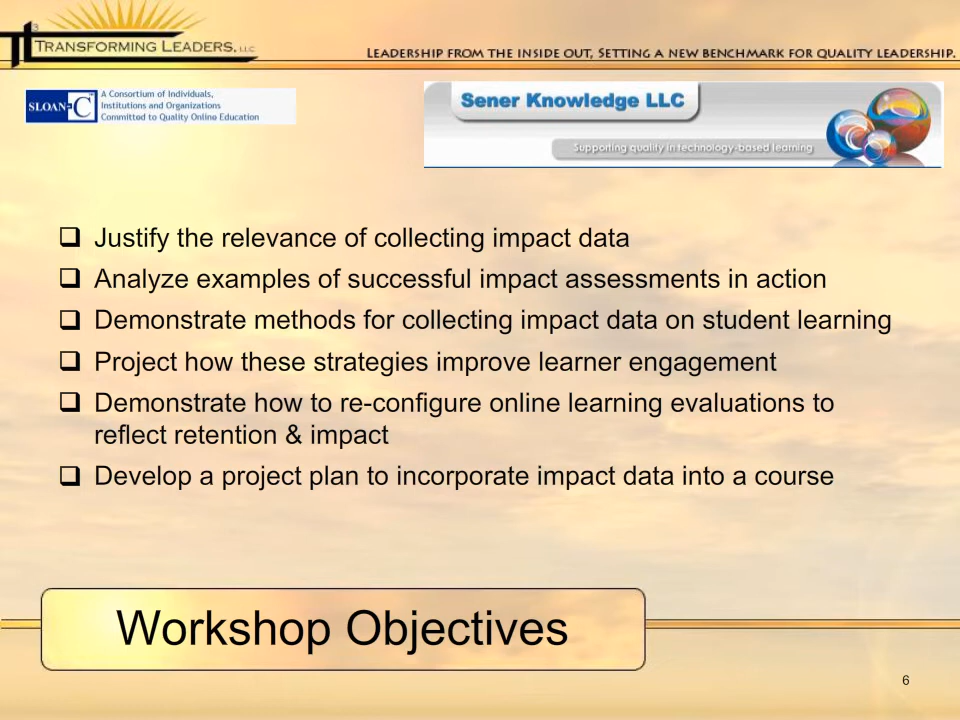 3
TRANSFORMING LEADERS, LLC
LEADERSHIP FROM THE INSIDE OUT, SETTING A NEW BENCHMARK FOR QUALITY LEADERSHIP.
SLOAN-C™
A Consortium of Individuals,
Institutions and Organizations
Committed to Quality Online Education
Sener Knowledge LLC
Supporting quality in technology-based learning
❑ Justify the relevance of collecting impact data
❑ Analyze examples of successful impact assessments in action
❑ Demonstrate methods for collecting impact data on student learning
❑ Project how these strategies improve learner engagement
❑ Demonstrate how to re-configure online learning evaluations to
reflect retention & impact
❑ Develop a project plan to incorporate impact data into a course
Workshop Objectives
6